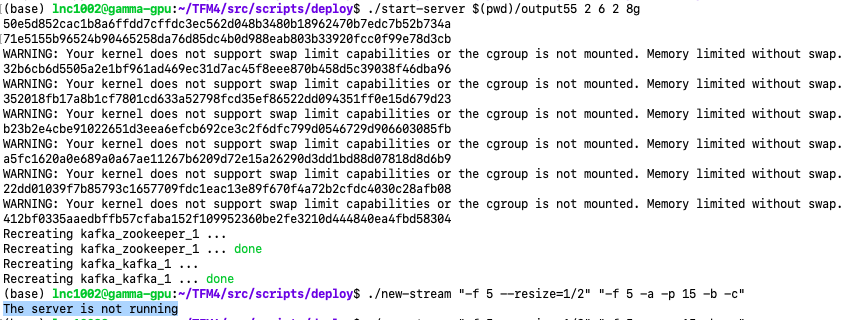 (base) lnc1002@gamma-gpu:~/TFM4/src/scripts/deploy$ ./start-server $(pwd)/output55 2 6 2 8g
50e5d852cac1b8a6ffdd7cffdc3ec562d048b3480b18962470b7edc7b52b734a
71e5155b96524b90465258da76d85dc4b0d988eab803b33920fcc0f99e78d3cb
WARNING: Your kernel does not support swap limit capabilities or the cgroup is not mounted. Memory limited without swap.
32b6cb6d5505a2e1bf961ad469ec31d7ac45f8eee870b458d5c39038f46dba96
WARNING: Your kernel does not support swap limit capabilities or the cgroup is not mounted. Memory limited without swap.
352018fb17a8b1cf7801cd633a52798fcd35ef86522dd094351ff0e15d679d23
WARNING: Your kernel does not support swap limit capabilities or the cgroup is not mounted. Memory limited without swap.
b23b2e4cbe91022651d3eea6efcb692ce3c2f6dfc799d0546729d906603085fb
WARNING: Your kernel does not support swap limit capabilities or the cgroup is not mounted. Memory limited without swap.
a5fc1620a0e689a0a67ae11267b6209d72e15a26290d3dd1bd88d07818d8d6b9
WARNING: Your kernel does not support swap limit capabilities or the cgroup is not mounted. Memory limited without swap.
22dd01039f7b85793c1657709fdc1eac13e89f670f4a72b2cfdc4030c28afb08
WARNING: Your kernel does not support swap limit capabilities or the cgroup is not mounted. Memory limited without swap.
412bf0335aaedbffb57cfaba152f109952360be2fe3210d444840ea4fbd58304
Recreating kafka_zookeeper_1 ...
Recreating kafka_zookeeper_1 ... done
Recreating kafka_kafka_1 ...
Recreating kafka_kafka_1 ... done
(base) lnc1002@gamma-gpu:~/TFM4/src/scripts/deploy$ ./new-stream "-f 5 --resize=1/2" "-f 5 -a -p 15 -b -c"
The server is not running